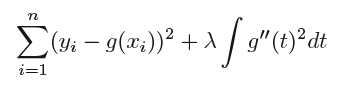 $$\sum_{i=1}^{n}(y_i - g(x_i))^2 + \lambda \int g''(t)^2 dt$$